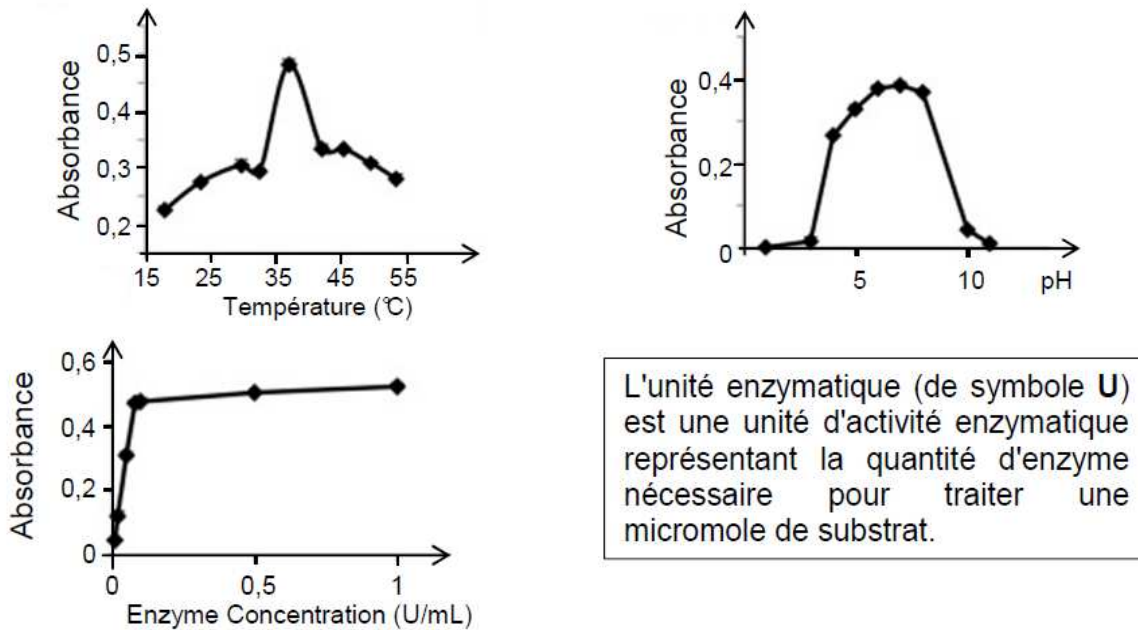 0,5
0,4
0,3
0,2
Absorbance
15 25 35 45 55
Température (°C)
0,4
0,2
0
Absorbance
5 10 pH
0,6
0,4
0,2
0
Absorbance
0 0,5 1
Enzyme Concentration (U/mL)
L'unité enzymatique (de symbole U)
est une unité d'activité enzymatique
représentant la quantité d'enzyme
nécessaire pour traiter une
micromole de substrat.